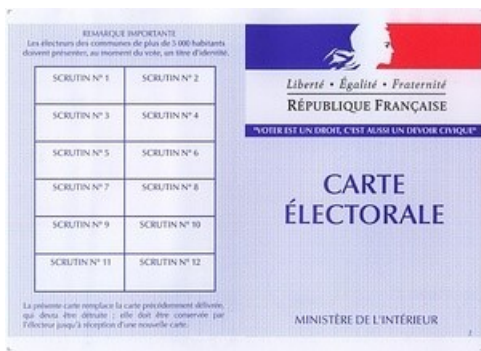 REMARQUE IMPORTANTE
Les électeurs des communes de plus de 5 000 habitants
doivent présenter, au moment du vote, un titre d'identité.
SCRUTIN N° 1
SCRUTIN N° 2
SCRUTIN N° 3
SCRUTIN N° 4
SCRUTIN N° 5
SCRUTIN N° 6
SCRUTIN N° 7
SCRUTIN N° 8
SCRUTIN N° 9
SCRUTIN N° 10
SCRUTIN N° 11
SCRUTIN N° 12
La présente carte remplace la carte précédemment délivrée,
qui devra être détruite ; elle doit être conservée par
l'électeur jusqu'à réception d'une nouvelle carte.
Liberté • Égalité • Fraternité
RÉPUBLIQUE FRANÇAISE
"VOTER EST UN DROIT, C'EST AUSSI UN DEVOIR CIVIQUE"
CARTE
ÉLECTORALE
MINISTÈRE DE L'INTÉRIEUR